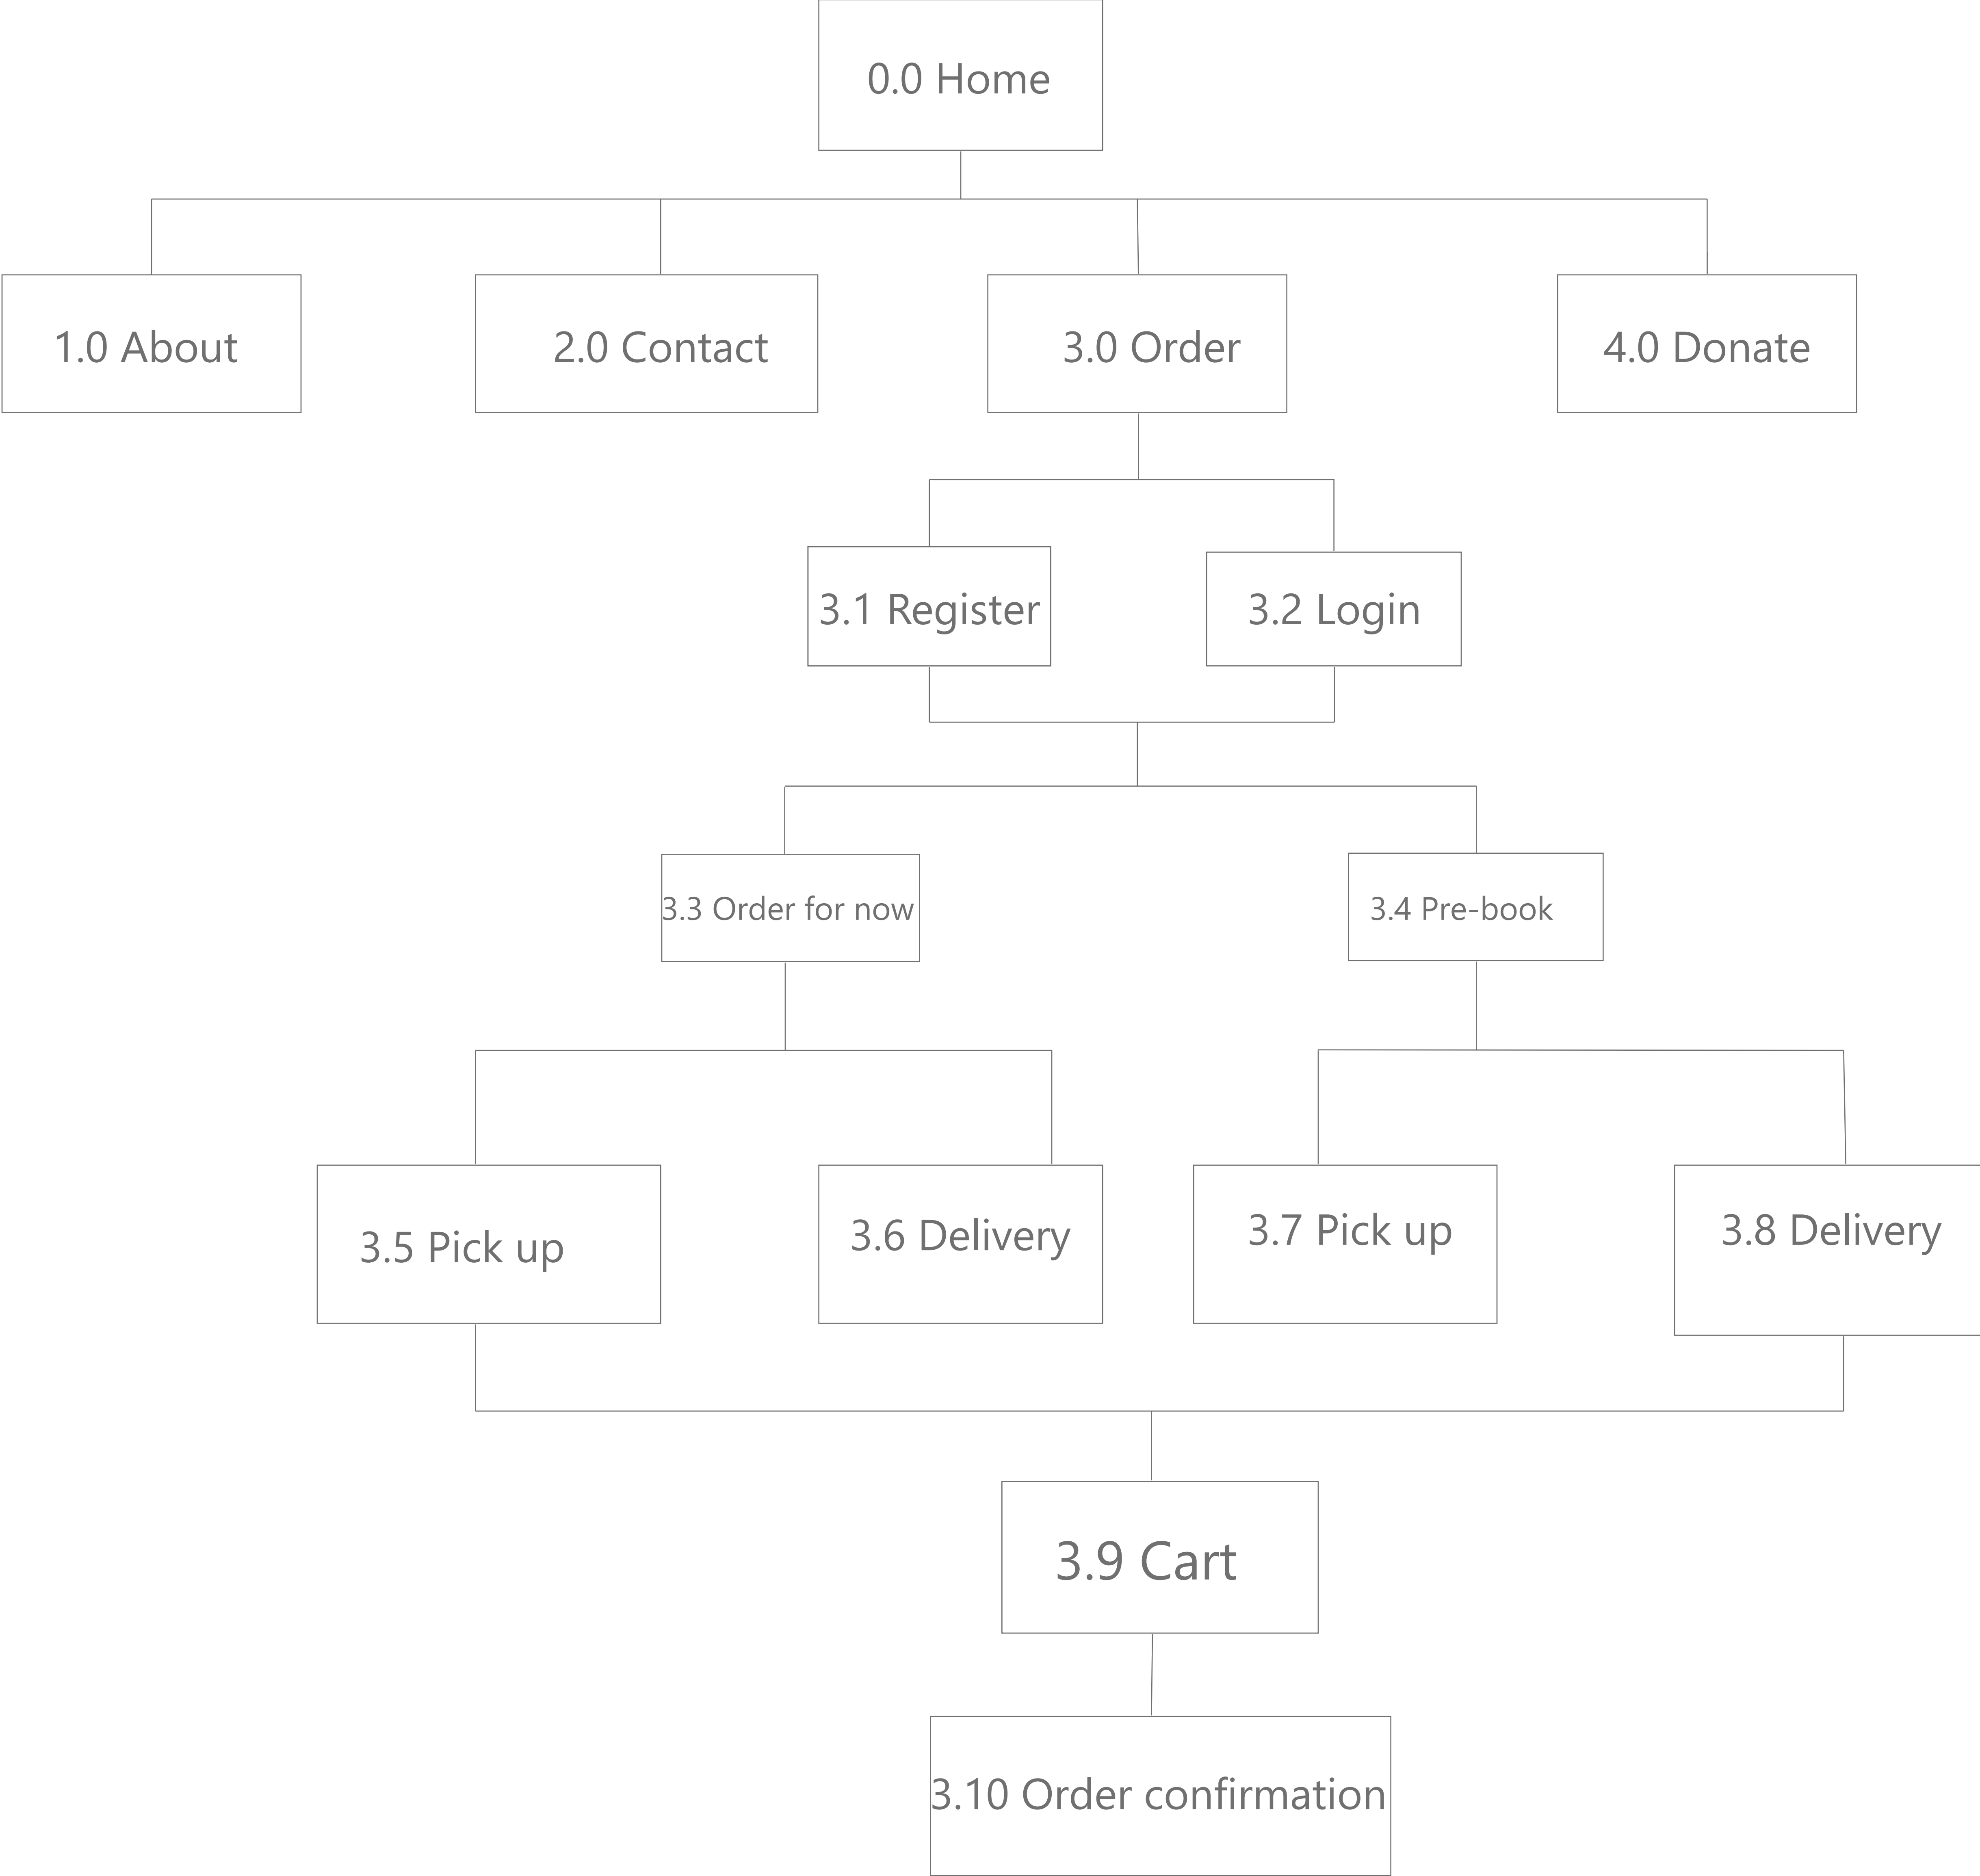 0.0 Home
1.0 About
2.0 Contact
3.0 Order
4.0 Donate
3.1 Register
3.2 Login
3.3 Order for now
3.4 Pre-book
3.5 Pick up
3.6 Delivery
3.7 Pick up
3.8 Delivery
3.9 Cart
3.10 Order confirmation